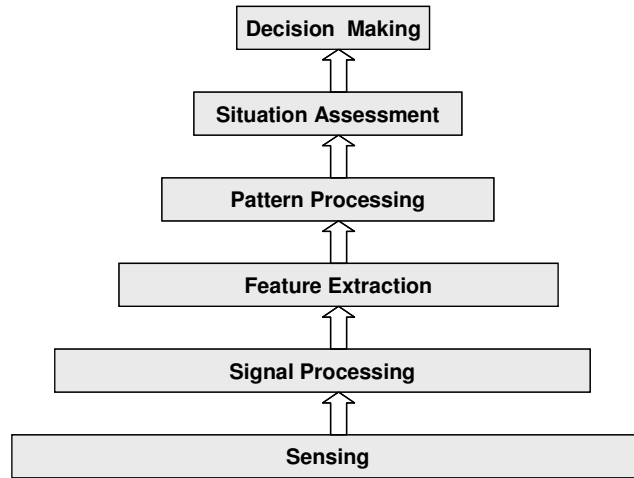 Decision Making
Situation Assessment
Pattern Processing
Feature Extraction
Signal Processing
Sensing